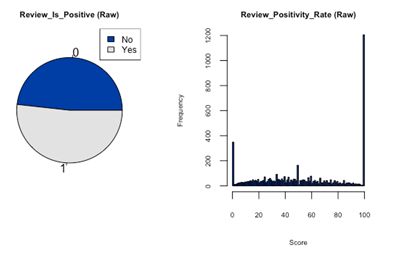 Review_Is_Positive (Raw)
No
Yes
0
1
Review_Positivity_Rate (Raw)
Frequency
1200
1000
800
600
400
200
0
0 20 40 60 80 100
Score